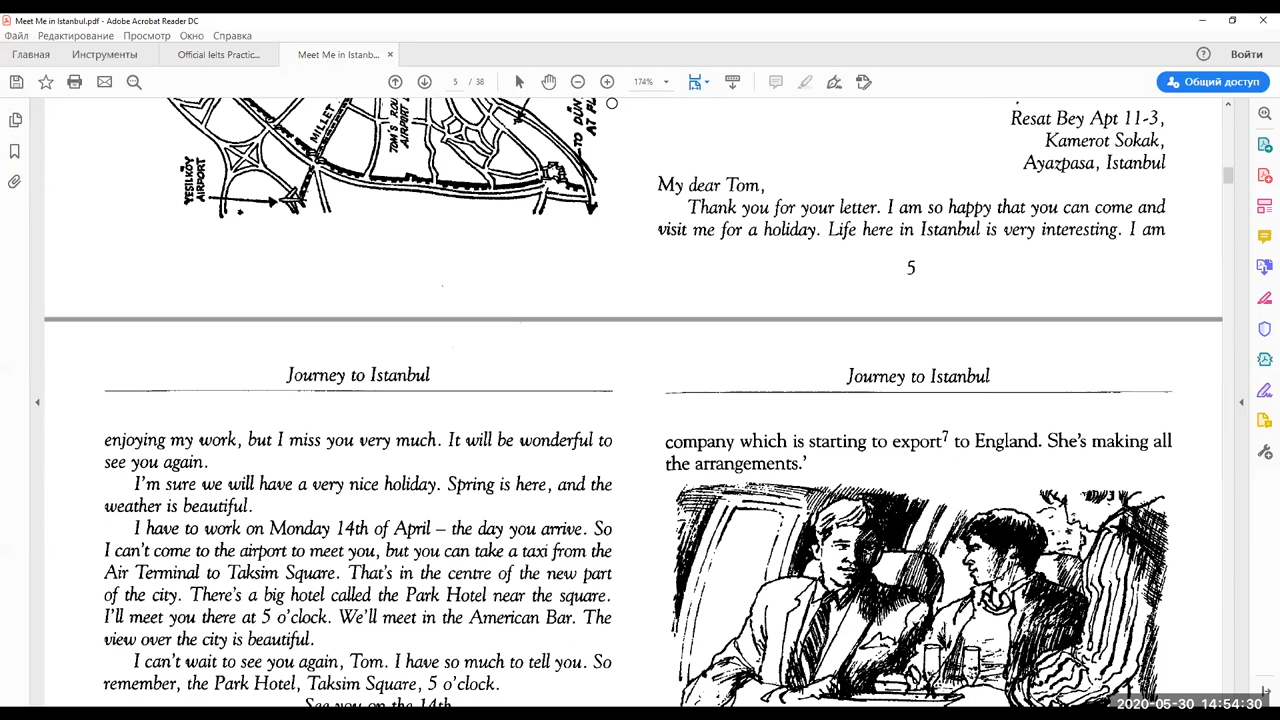 Meet Me in Istanbul.pdf - Adobe Acrobat Reader DC
Файл Редактирование Просмотр Окно Справка
Главная Инструменты Official Ielts Practic... Meet Me in Istanb... × Войти
5 / 38 174% Общий доступ
MILLET
YEŞILKÖY
AIRPORT
Resat Bey Apt 11-3,
Kamerot Sokak,
Ayazpasa, Istanbul
My dear Tom,
Thank you for your letter. I am so happy that you can come and
visit me for a holiday. Life here in Istanbul is very interesting. I am
5
Journey to Istanbul
enjoying my work, but I miss you very much. It will be wonderful to
see you again.
I'm sure we will have a very nice holiday. Spring is here, and the
weather is beautiful.
I have to work on Monday 14th of April – the day you arrive. So
I can't come to the airport to meet you, but you can take a taxi from the
Air Terminal to Taksim Square. That's in the centre of the new part
of the city. There's a big hotel called the Park Hotel near the square.
I'll meet you there at 5 o'clock. We'll meet in the American Bar. The
view over the city is beautiful.
I can't wait to see you again, Tom. I have so much to tell you. So
remember, the Park Hotel, Taksim Square, 5 o'clock.
See you on the 14th
Journey to Istanbul
company which is starting to export⁷ to England. She's making all
the arrangements.'
2020-05-30 14:54:30